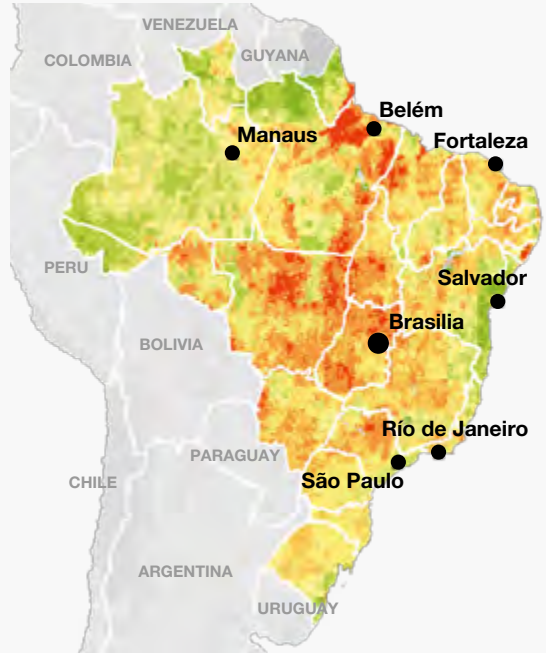 VENEZUELA
COLOMBIA
GUYANA
Belém
Manaus
Fortaleza
PERU
Salvador
Brasilia
BOLIVIA
Río de Janeiro
PARAGUAY
São Paulo
CHILE
ARGENTINA
URUGUAY